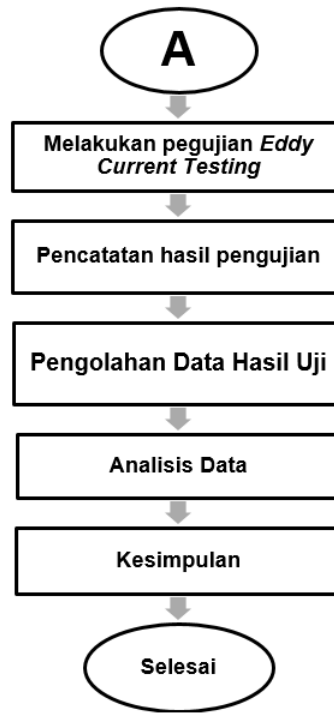 A
Melakukan pegujian Eddy
Current Testing
Pencatatan hasil pengujian
Pengolahan Data Hasil Uji
Analisis Data
Kesimpulan
Selesai